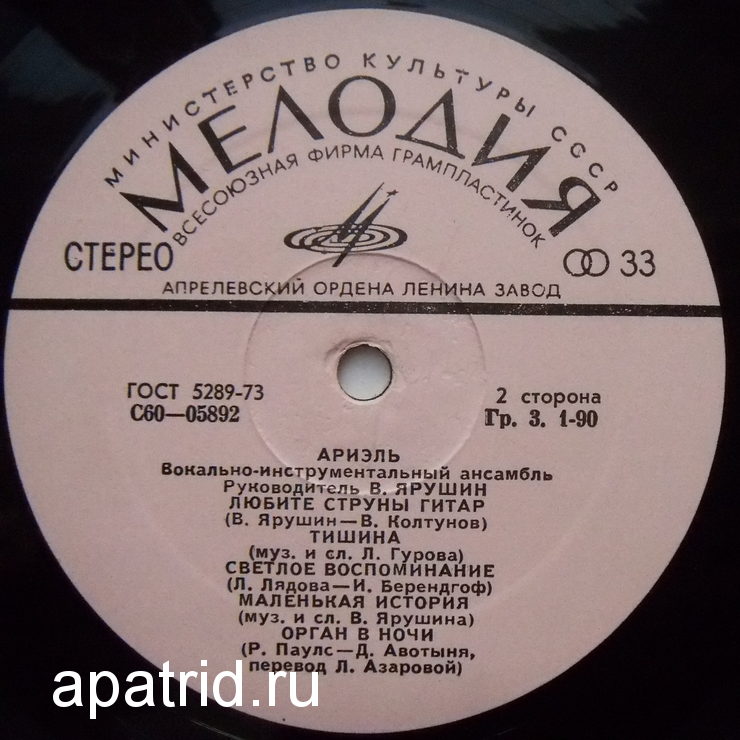 МИНИСТЕРСТВО КУЛЬТУРЫ СССР
МЕЛОДИЯ
ВСЕСОЮЗНАЯ ФИРМА ГРАМПЛАСТИНОК
СТЕРЕО
33
АПРЕЛЕВСКИЙ ОРДЕНА ЛЕНИНА ЗАВОД
ГОСТ 5289-73
С60—05892
2 сторона
Гр. 3. 1-90
АРИЭЛЬ
Вокально-инструментальный ансамбль
Руководитель В. ЯРУШИН
ЛЮБИТЕ СТРУНЫ ГИТАР
(В. Ярушин—В. Колтунов)
ТИШИНА
(муз. и сл. Л. Гурова)
СВЕТЛОЕ ВОСПОМИНАНИЕ
(Л. Лядова—И. Берендгоф)
МАЛЕНЬКАЯ ИСТОРИЯ
(муз. и сл. В. Ярушина)
ОРГАН В НОЧИ
(Р. Паулс—Д. Авотыня,
перевод Л. Азаровой)
apatrid.ru